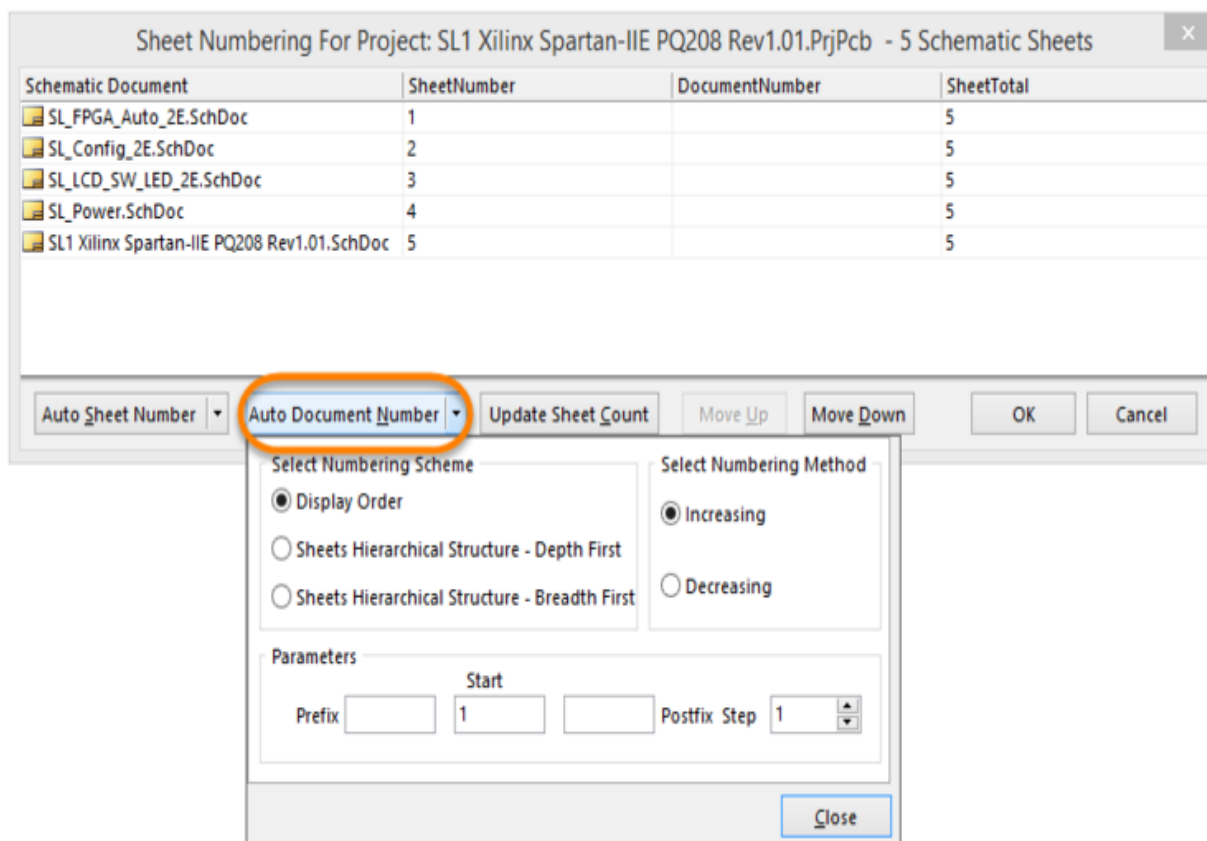 Sheet Numbering For Project: SL1 Xilinx Spartan-IIE PQ208 Rev1.01.PrjPcb - 5 Schematic Sheets
x
Schematic Document SheetNumber DocumentNumber SheetTotal
SL_FPGA_Auto_2E.SchDoc 1 5
SL_Config_2E.SchDoc 2 5
SL_LCD_SW_LED_2E.SchDoc 3 5
SL_Power.SchDoc 4 5
SL1 Xilinx Spartan-IIE PQ208 Rev1.01.SchDoc 5 5
Auto Sheet Number Auto Document Number Update Sheet Count Move Up Move Down OK Cancel
Select Numbering Scheme Select Numbering Method
Display Order
Increasing
Sheets Hierarchical Structure - Depth First
Decreasing
Sheets Hierarchical Structure - Breadth First
Parameters
Start
Prefix 1 Postfix Step 1
Close